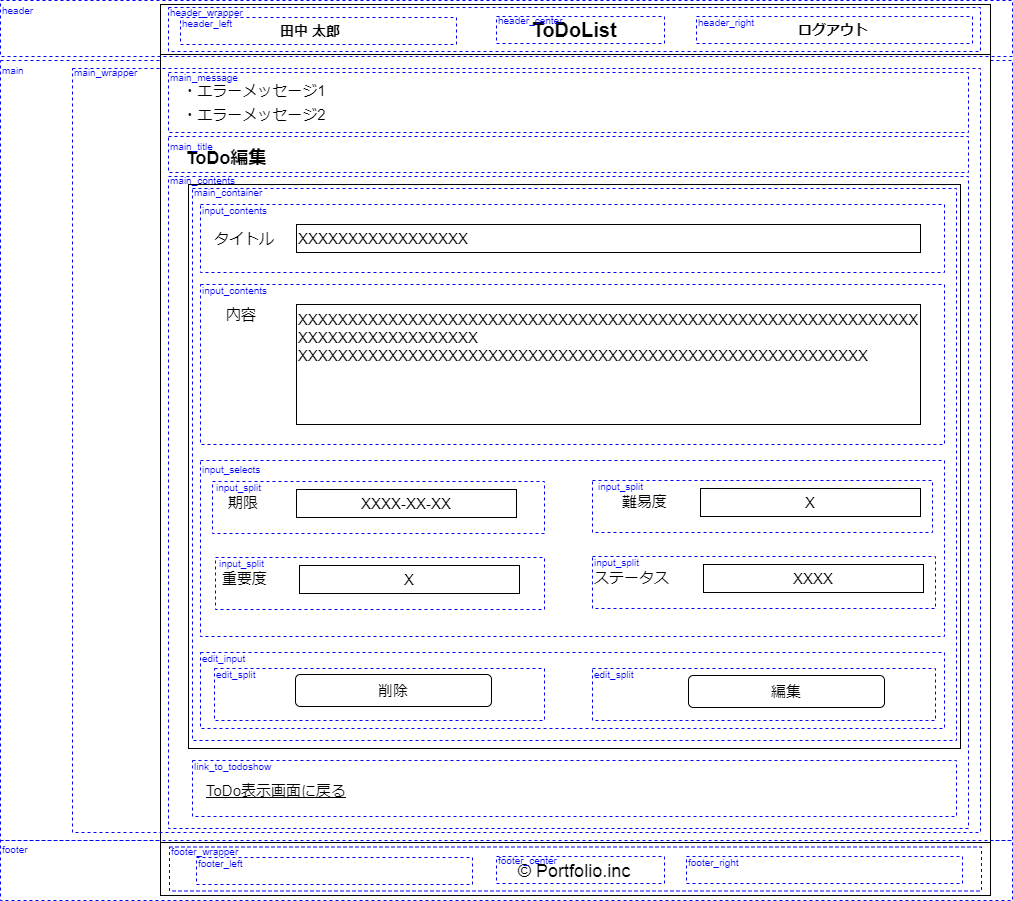 header
header_wrapper
header_left
田中 太郎
header_center
ToDoList
header_right
ログアウト
main
main_wrapper
main_message
・エラーメッセージ1
・エラーメッセージ2
main_title
ToDo編集
main_contents
main_container
input_contents
タイトル
XXXXXXXXXXXXXXXXX
input_contents
内容
XXXXXXXXXXXXXXXXXXXXXXXXXXXXXXXXXXXXXXXXXXXXXXXXXXXXXXXXXXXXXX
XXXXXXXXXXXXXXXXXX
XXXXXXXXXXXXXXXXXXXXXXXXXXXXXXXXXXXXXXXXXXXXXXXXXXXXXXXXX
input_selects
input_split
期限
XXXX-XX-XX
input_split
難易度
X
input_split
重要度
X
input_split
ステータス
XXXX
edit_input
edit_split
削除
edit_split
編集
link_to_todoshow
ToDo表示画面に戻る
footer
footer_wrapper
footer_left
footer_center
© Portfolio.inc
footer_right